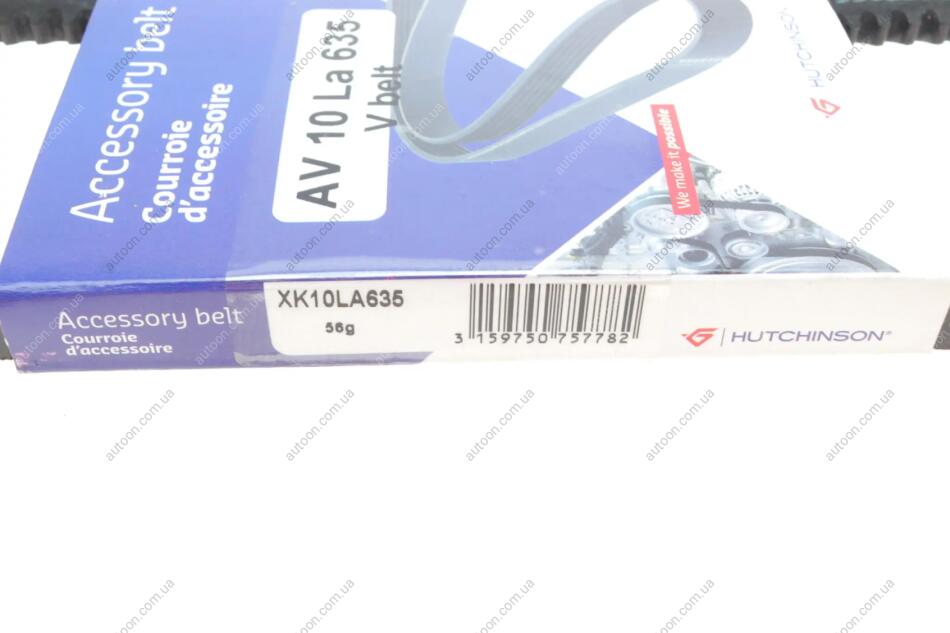 Accessory belt
Courroie
d'accessoire
AV 10 La 635
V belt
We make it possible
HUTCHINSON
Accessory belt
Courroie
d'accessoire
XK10LA635
56g
3 159750 757782
HUTCHINSON®
autoon.com.ua